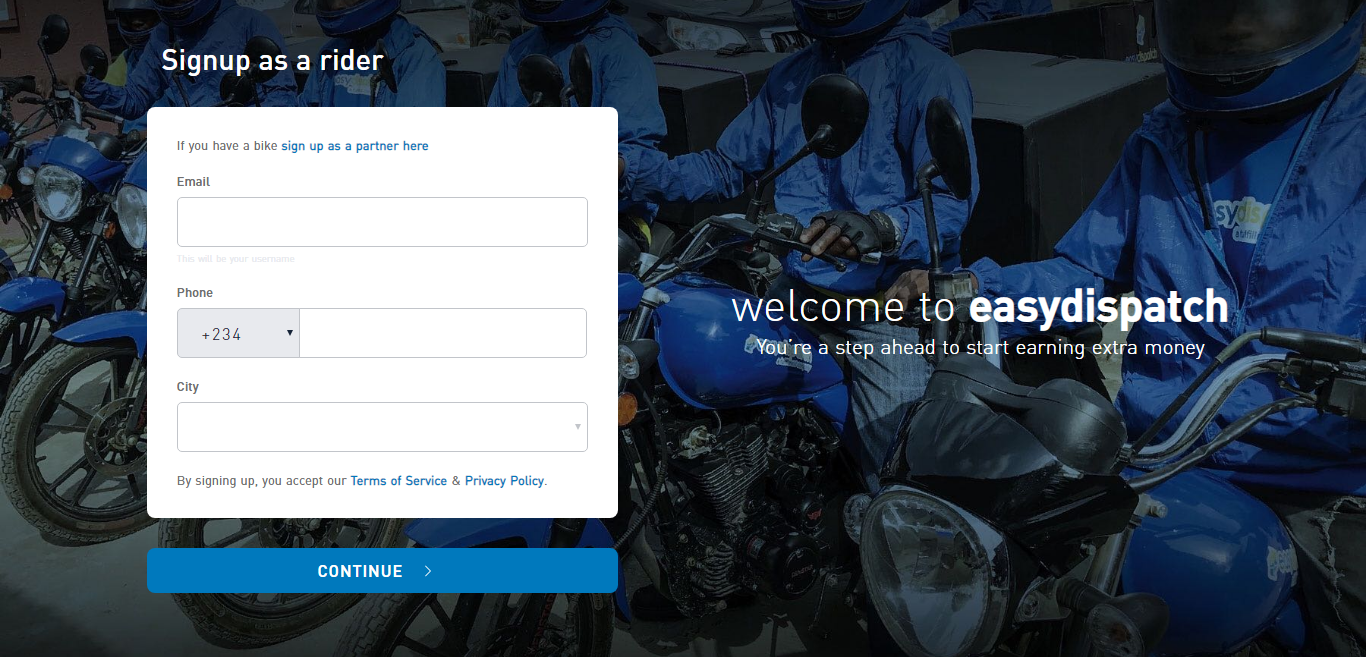 Signup as a rider
If you have a bike sign up as a partner here
Email
This will be your username
Phone
+234
City
By signing up, you accept our Terms of Service & Privacy Policy.
CONTINUE
welcome to easydispatch
You're a step ahead to start earning extra money